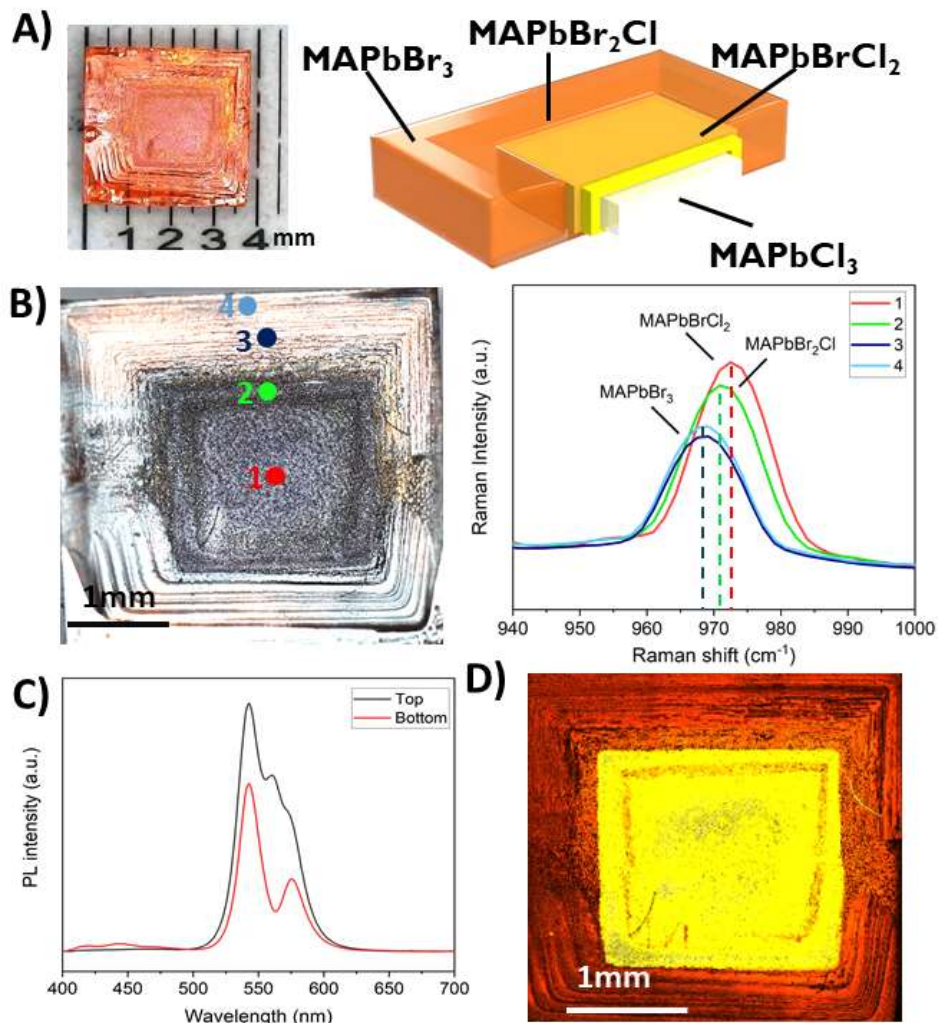 A)
MAPbBr₃
MAPbBr₂Cl
MAPbBrCl₂
MAPbCl₃
1 2 3 4 mm
B)
4
3
2
1
1mm
Raman Intensity (a.u.)
MAPbBrCl₂
MAPbBr₂Cl
MAPbBr₃
1
2
3
4
940 950 960 970 980 990 1000
Raman shift (cm⁻¹)
C)
PL intensity (a.u.)
Top
Bottom
400 450 500 550 600 650 700
Wavelength (nm)
D)
1mm